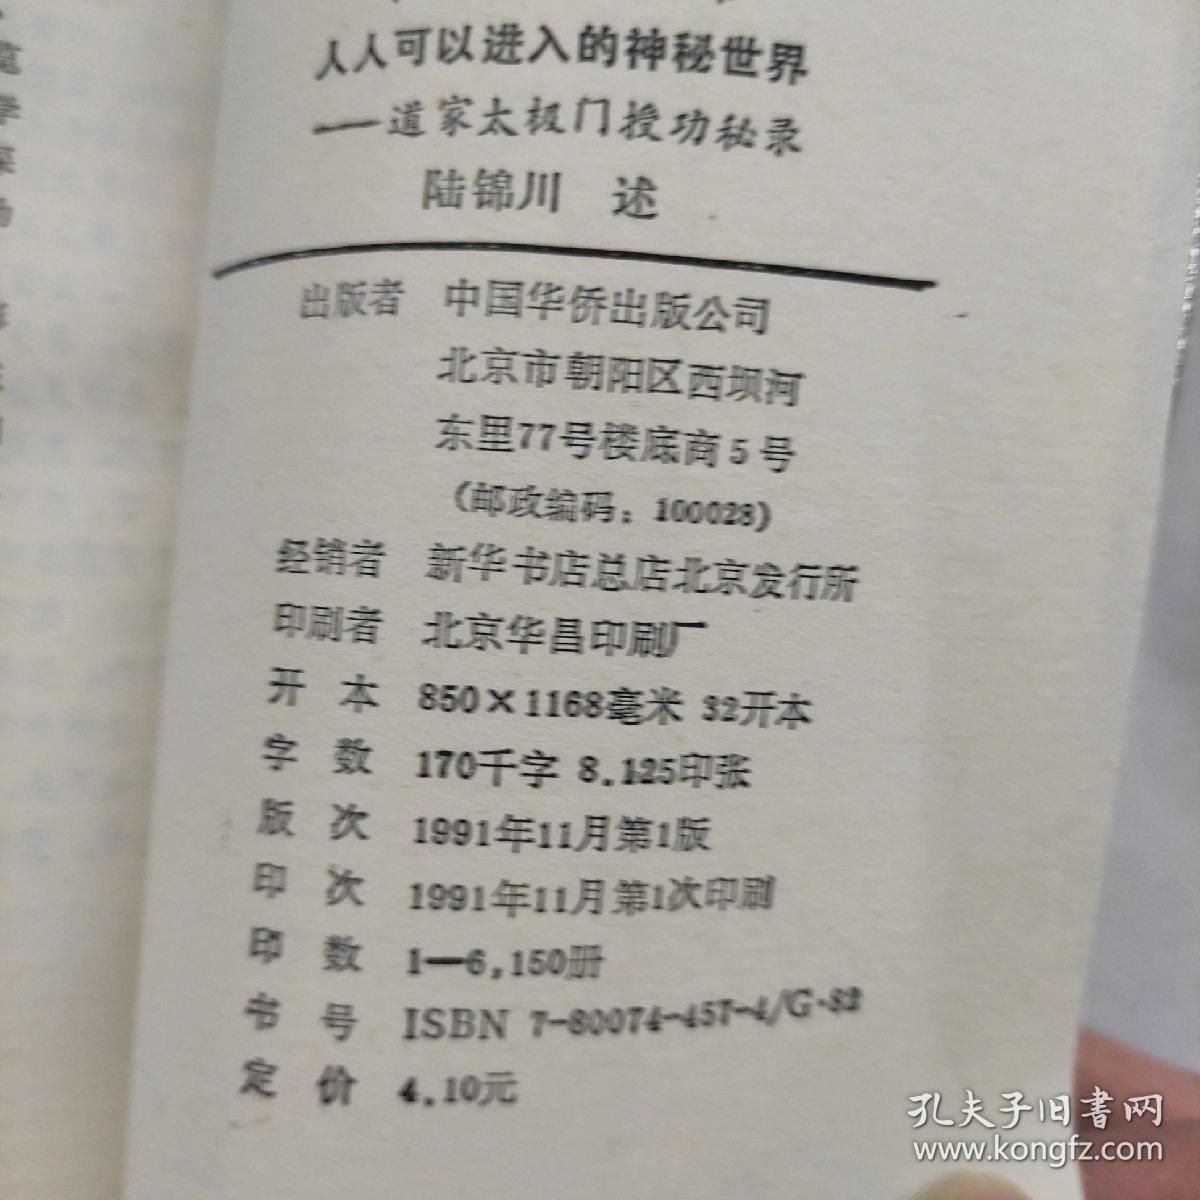 人人可以进入的神秘世界
——道家太极门授功秘录
陆锦川 述
出版者 中国华侨出版公司
北京市朝阳区西坝河
东里77号楼底商5号
（邮政编码：100028）
经销者 新华书店总店北京发行所
印刷者 北京华昌印刷厂
开本 850×1168毫米 32开本
字数 170千字 8.125印张
版次 1991年11月第1版
印次 1991年11月第1次印刷
印数 1—6,150册
书号 ISBN 7-80074-457-4/G·82
定价 4.10元
孔夫子旧书网
www.kongfz.com